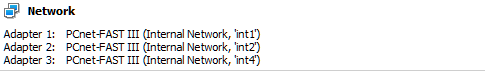 Network
Adapter 1: PCnet-FAST III (Internal Network, 'int1')
Adapter 2: PCnet-FAST III (Internal Network, 'int2')
Adapter 3: PCnet-FAST III (Internal Network, 'int4')